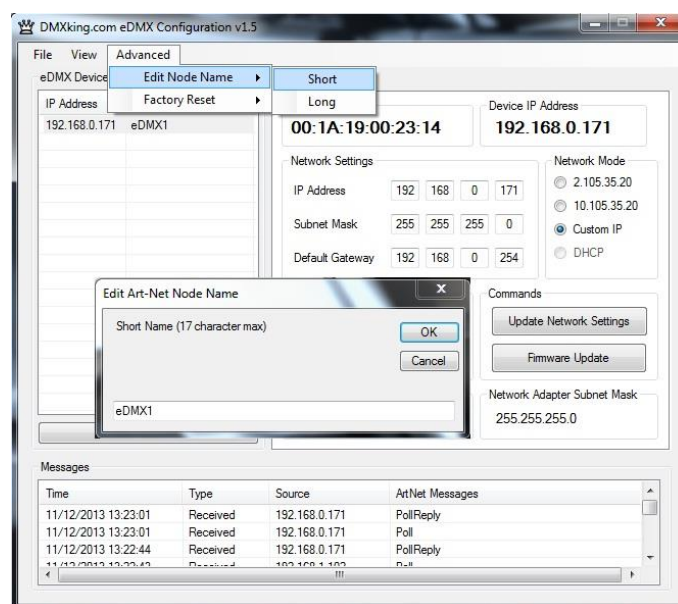 DMXking.com eDMX Configuration v1.5
File View Advanced
Edit Node Name
Short
Factory Reset
Long
eDMX Device
IP Address
192.168.0.171 eDMX1
00:1A:19:00:23:14
Device IP Address
192.168.0.171
Network Settings
IP Address 192 168 0 171
Subnet Mask 255 255 255 0
Default Gateway 192 168 0 254
Network Mode
2.105.35.20
10.105.35.20
Custom IP
DHCP
Edit Art-Net Node Name
Short Name (17 character max)
OK
Cancel
eDMX1
Commands
Update Network Settings
Firmware Update
Network Adapter Subnet Mask
255.255.255.0
Messages
Time Type Source ArtNet Messages
11/12/2013 13:23:01 Received 192.168.0.171 PollReply
11/12/2013 13:23:01 Received 192.168.0.171 Poll
11/12/2013 13:22:44 Received 192.168.0.171 PollReply